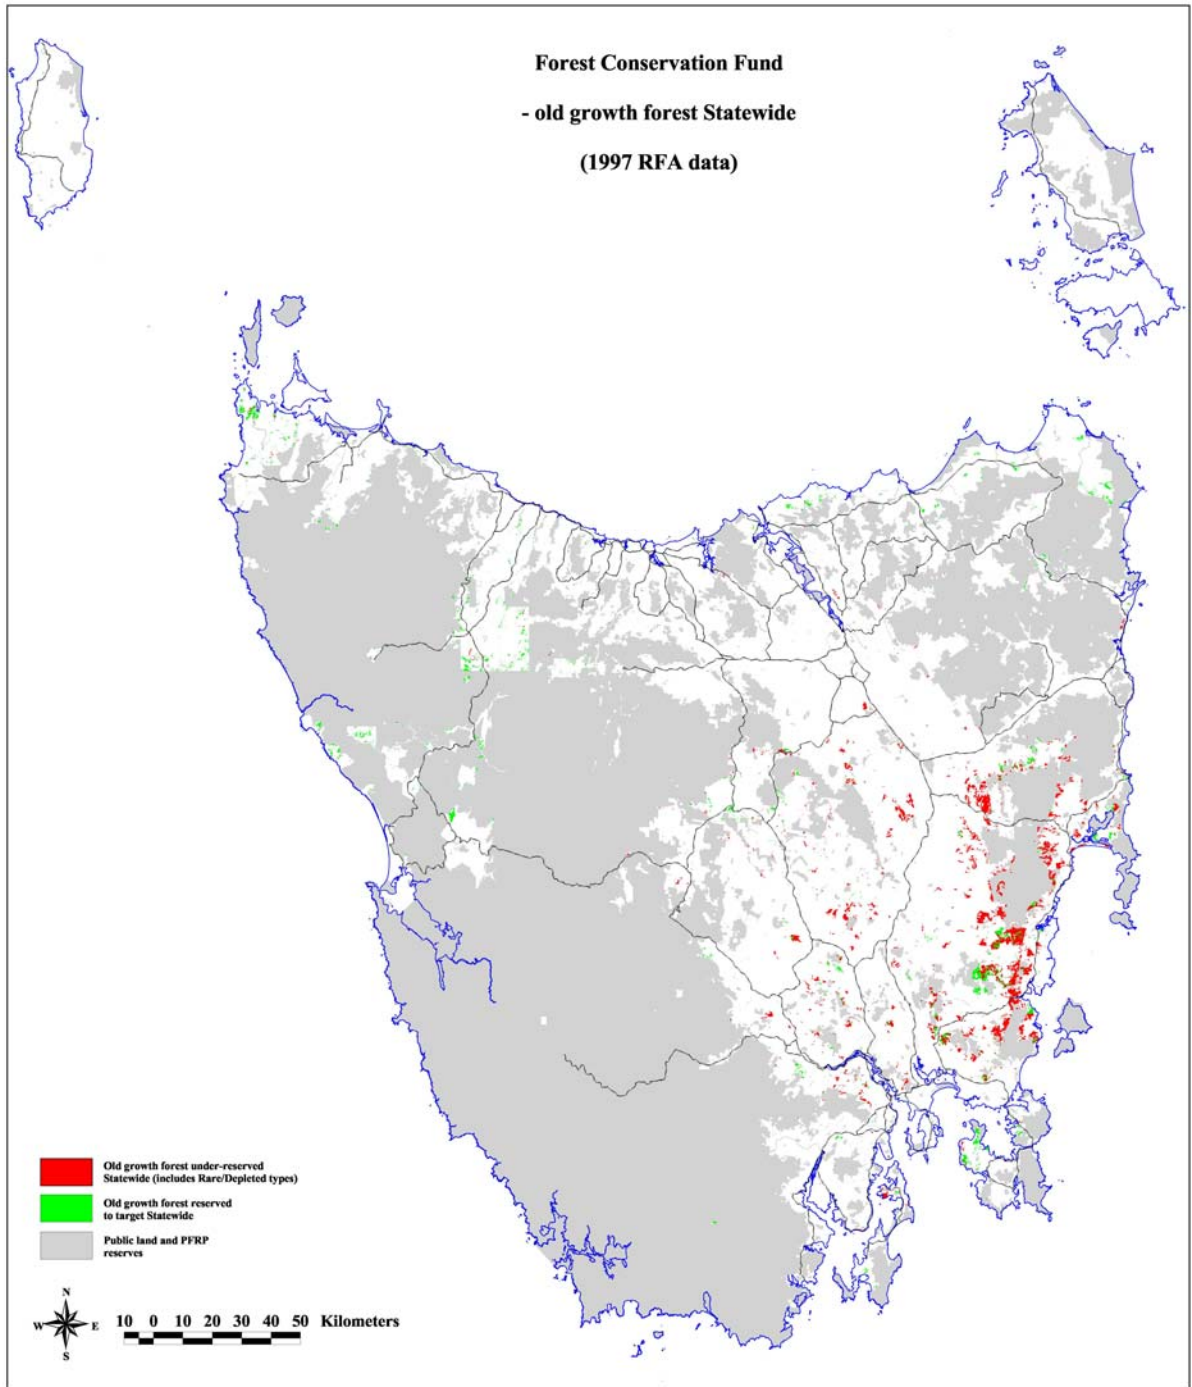 Forest Conservation Fund
- old growth forest Statewide
(1997 RFA data)
Old growth forest under-reserved
Statewide (includes Rare/Depleted types)
Old growth forest reserved
to target Statewide
Public land and PFRP
reserves
N
W E
S
10 0 10 20 30 40 50 Kilometers